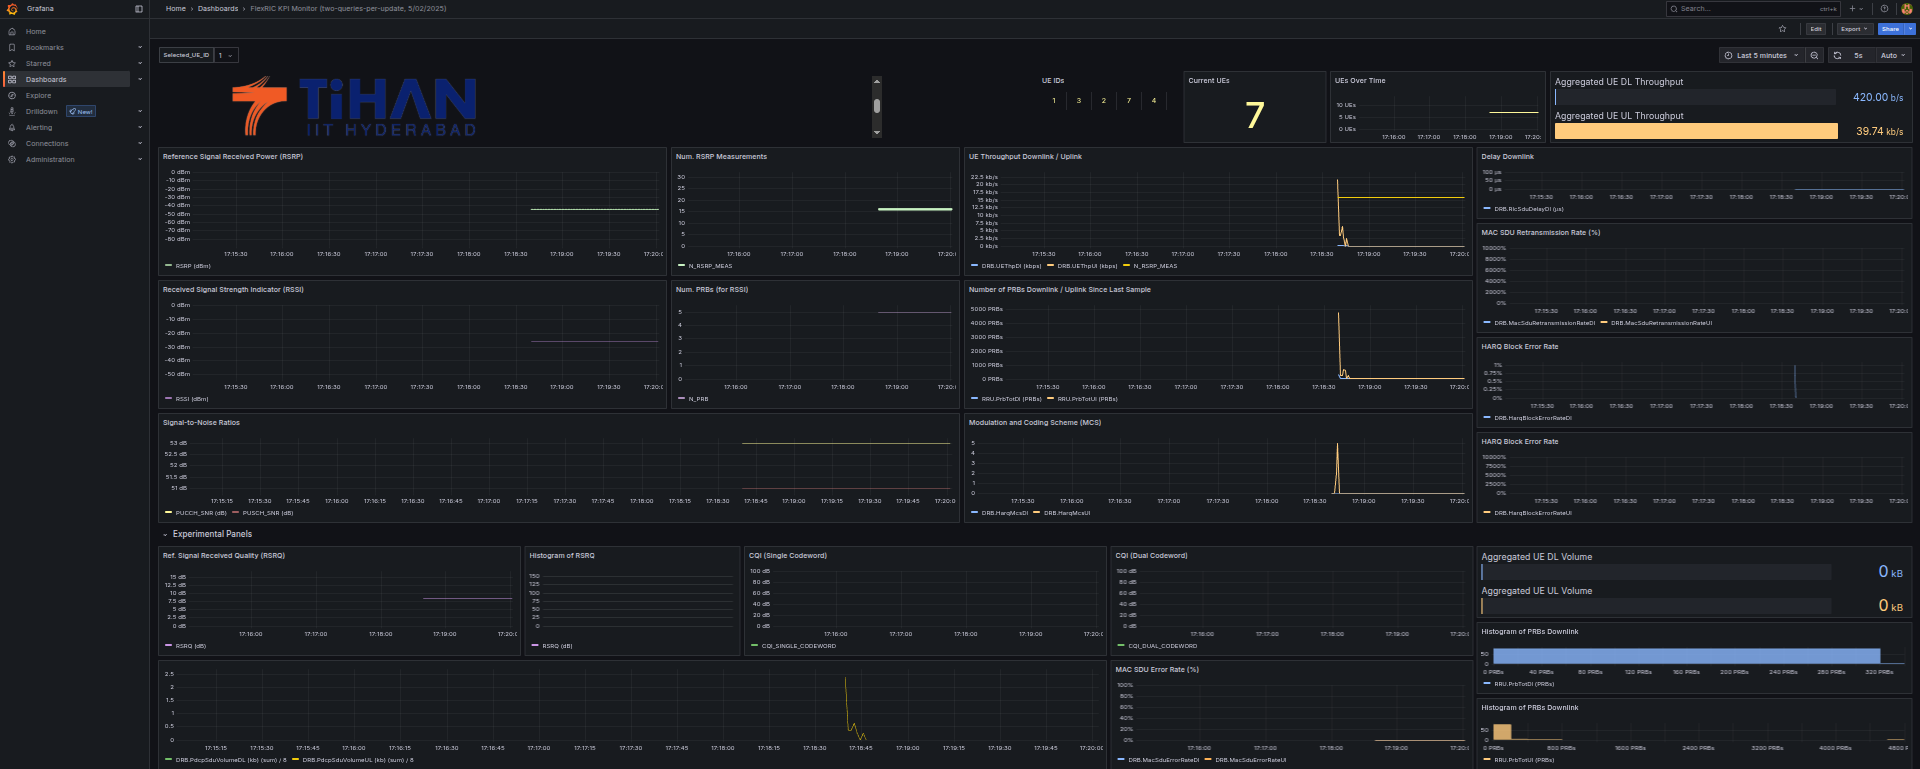 Grafana
Home › Dashboards › FlexRIC KPI Monitor (two-queries-per-update, 5/02/2025)
Search... ctrl+k
Home
Bookmarks
Starred
Dashboards
Explore
Drilldown New!
Alerting
Connections
Administration
Edit Export Share
Selected_UE_ID 1
Last 5 minutes 5s Auto
TiHAN
IIT HYDERABAD
UE IDs
1 3 2 7 4
Current UEs
7
UEs Over Time
10 UEs
5 UEs
0 UEs
17:16:00 17:17:00 17:18:00 17:19:00 17:20:
Aggregated UE DL Throughput
420.00 b/s
Aggregated UE UL Throughput
39.74 kb/s
Reference Signal Received Power (RSRP)
0 dBm
-10 dBm
-20 dBm
-30 dBm
-40 dBm
-50 dBm
-60 dBm
-70 dBm
-80 dBm
17:15:30 17:16:00 17:16:30 17:17:00 17:17:30 17:18:00 17:18:30 17:19:00 17:19:30 17:20:
RSRP (dBm)
Num. RSRP Measurements
30
25
20
15
10
5
0
17:16:00 17:17:00 17:18:00 17:19:00 17:20:
N_RSRP_MEAS
UE Throughput Downlink / Uplink
22.5 kb/s
20 kb/s
17.5 kb/s
15 kb/s
12.5 kb/s
10 kb/s
7.5 kb/s
5 kb/s
2.5 kb/s
0 kb/s
17:15:30 17:16:00 17:16:30 17:17:00 17:17:30 17:18:00 17:18:30 17:19:00 17:19:30 17:20:
DRB.UEThpDl (kbps) DRB.UEThpUl (kbps) N_RSRP_MEAS
Delay Downlink
100 µs
50 µs
0 µs
17:15:30 17:16:00 17:16:30 17:17:00 17:17:30 17:18:00 17:18:30 17:19:00 17:19:30 17:20:
DRB.RlcSduDelayDl (µs)
MAC SDU Retransmission Rate (%)
10000%
8000%
6000%
4000%
2000%
0%
17:15:30 17:16:00 17:16:30 17:17:00 17:17:30 17:18:00 17:18:30 17:19:00 17:19:30 17:20:
DRB.MacSduRetransmissionRateDl DRB.MacSduRetransmissionRateUl
Received Signal Strength Indicator (RSSI)
0 dBm
-10 dBm
-20 dBm
-30 dBm
-40 dBm
-50 dBm
17:15:30 17:16:00 17:16:30 17:17:00 17:17:30 17:18:00 17:18:30 17:19:00 17:19:30 17:20:
RSSI (dBm)
Num. PRBs (for RSSI)
5
4
3
2
1
0
17:16:00 17:17:00 17:18:00 17:19:00 17:20:
N_PRB
Number of PRBs Downlink / Uplink Since Last Sample
5000 PRBs
4000 PRBs
3000 PRBs
2000 PRBs
1000 PRBs
0 PRBs
17:15:30 17:16:00 17:16:30 17:17:00 17:17:30 17:18:00 17:18:30 17:19:00 17:19:30 17:20:
RRU.PrbTotDl (PRBs) RRU.PrbTotUl (PRBs)
HARQ Block Error Rate
1%
0.75%
0.5%
0.25%
0%
17:15:30 17:16:00 17:16:30 17:17:00 17:17:30 17:18:00 17:18:30 17:19:00 17:19:30 17:20:
DRB.HarqBlockErrorRateDl
Signal-to-Noise Ratios
53 dB
52.5 dB
52 dB
51.5 dB
51 dB
17:15:15 17:15:30 17:15:45 17:16:00 17:16:15 17:16:30 17:16:45 17:17:00 17:17:15 17:17:30 17:17:45 17:18:00 17:18:15 17:18:30 17:18:45 17:19:00 17:19:15 17:19:30 17:19:45 17:20:0
PUCCH_SNR (dB) PUSCH_SNR (dB)
Modulation and Coding Scheme (MCS)
5
4
3
2
1
0
17:15:30 17:16:00 17:16:30 17:17:00 17:17:30 17:18:00 17:18:30 17:19:00 17:19:30 17:20:
DRB.HarqMcsDl DRB.HarqMcsUl
HARQ Block Error Rate
10000%
7500%
5000%
2500%
0%
17:15:30 17:16:00 17:16:30 17:17:00 17:17:30 17:18:00 17:18:30 17:19:00 17:19:30 17:20:
DRB.HarqBlockErrorRateUl
Experimental Panels
Ref. Signal Received Quality (RSRQ)
15 dB
12.5 dB
10 dB
7.5 dB
5 dB
2.5 dB
0 dB
17:16:00 17:17:00 17:18:00 17:19:00 17:20:
RSRQ (dB)
Histogram of RSRQ
150
125
100
75
50
25
0
RSRQ (dB)
CQI (Single Codeword)
100 dB
80 dB
60 dB
40 dB
20 dB
0 dB
17:16:00 17:17:00 17:18:00 17:19:00 17:20:
CQI_SINGLE_CODEWORD
CQI (Dual Codeword)
100 dB
80 dB
60 dB
40 dB
20 dB
0 dB
17:16:00 17:17:00 17:18:00 17:19:00 17:20:
CQI_DUAL_CODEWORD
Aggregated UE DL Volume
0 kB
Aggregated UE UL Volume
0 kB
Histogram of PRBs Downlink
50
0
0 PRBs 40 PRBs 80 PRBs 120 PRBs 160 PRBs 200 PRBs 240 PRBs 280 PRBs 320 PRBs
RRU.PrbTotDl (PRBs)
2.5
2
1.5
1
0.5
0
17:15:15 17:15:30 17:15:45 17:16:00 17:16:15 17:16:30 17:16:45 17:17:00 17:17:15 17:17:30 17:17:45 17:18:00 17:18:15 17:18:30 17:18:45 17:19:00 17:19:15 17:19:30 17:19:45 17:20:00
DRB.PdcpSduVolumeDL (kb) (sum) / 8 DRB.PdcpSduVolumeUL (kb) (sum) / 8
MAC SDU Error Rate (%)
100%
80%
60%
40%
20%
0%
17:16:00 17:17:00 17:18:00 17:19:00 17:20:
DRB.MacSduErrorRateDl DRB.MacSduErrorRateUl
Histogram of PRBs Downlink
50
0
0 PRBs 800 PRBs 1600 PRBs 2400 PRBs 3200 PRBs 4000 PRBs 4800 F
RRU.PrbTotUl (PRBs)